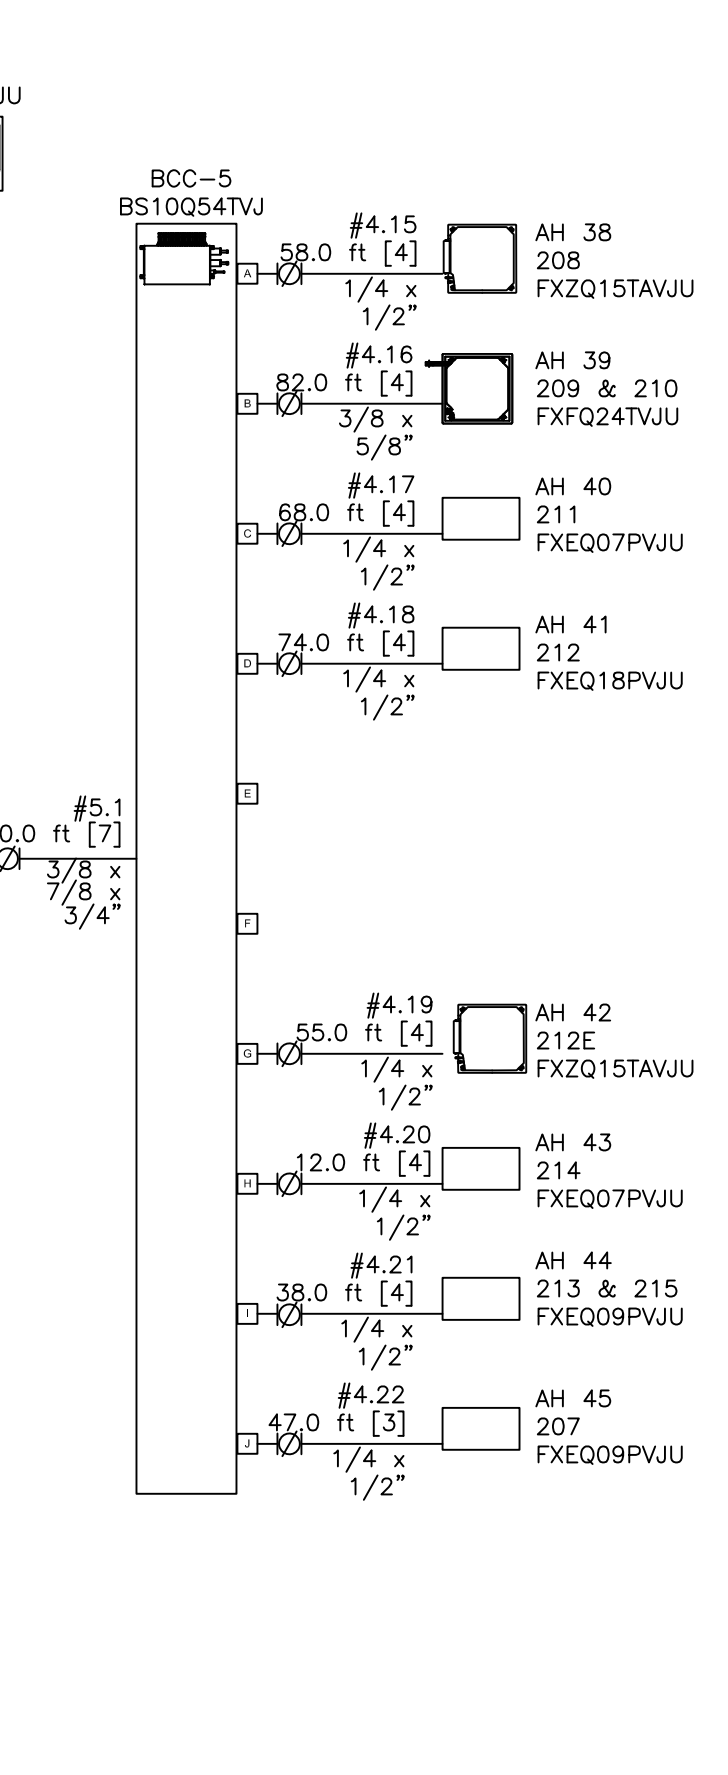 JU
BCC-5
BS10Q54TVJ
#4.15
58.0 ft [4]
A
1/4 x
1/2”
AH 38
208
FXZQ15TAVJU
#4.16
82.0 ft [4]
B
3/8 x
5/8”
AH 39
209 & 210
FXFQ24TVJU
#4.17
68.0 ft [4]
C
1/4 x
1/2”
AH 40
211
FXEQ07PVJU
#4.18
74.0 ft [4]
D
1/4 x
1/2”
AH 41
212
FXEQ18PVJU
E
#5.1
0.0 ft [7]
3/8 x
7/8 x
3/4”
F
#4.19
55.0 ft [4]
G
1/4 x
1/2”
AH 42
212E
FXZQ15TAVJU
#4.20
12.0 ft [4]
H
1/4 x
1/2”
AH 43
214
FXEQ07PVJU
#4.21
38.0 ft [4]
I
1/4 x
1/2”
AH 44
213 & 215
FXEQ09PVJU
#4.22
47.0 ft [3]
J
1/4 x
1/2”
AH 45
207
FXEQ09PVJU